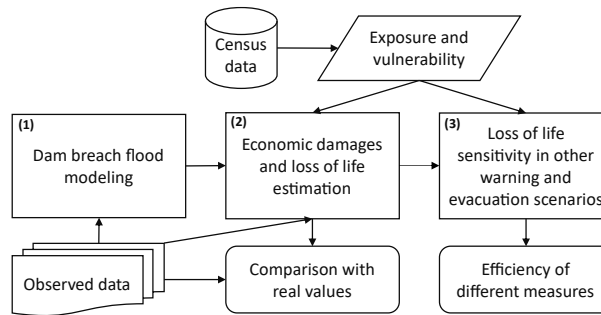 Census
data
Exposure and
vulnerability
(1)
Dam breach flood
modeling
(2)
Economic damages
and loss of life
estimation
(3)
Loss of life
sensitivity in other
warning and
evacuation scenarios
Observed data
Comparison with
real values
Efficiency of
different measures